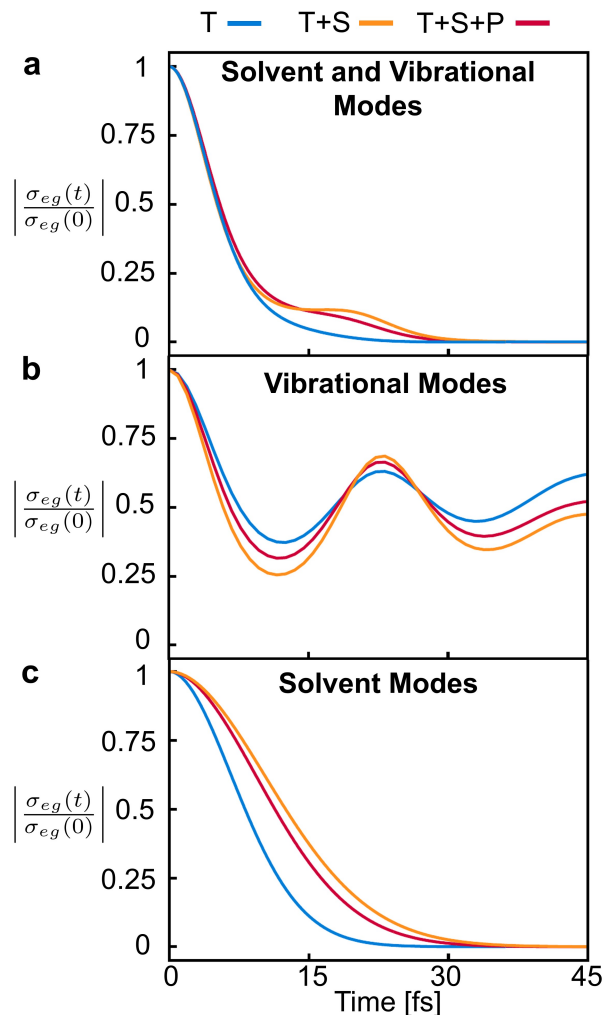 T T+S T+S+P
a
Solvent and Vibrational
Modes
1
0.75
|σeg(t)/σeg(0)| 0.5
0.25
0
b
Vibrational Modes
1
0.75
|σeg(t)/σeg(0)| 0.5
0.25
0
c
Solvent Modes
1
0.75
|σeg(t)/σeg(0)| 0.5
0.25
0
0 15 30 45
Time [fs]